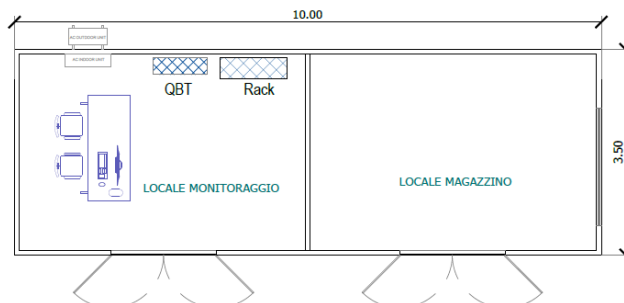 10.00
AC OUTDOOR UNIT
AC INDOOR UNIT
QBT
Rack
3.50
LOCALE MONITORAGGIO
LOCALE MAGAZZINO